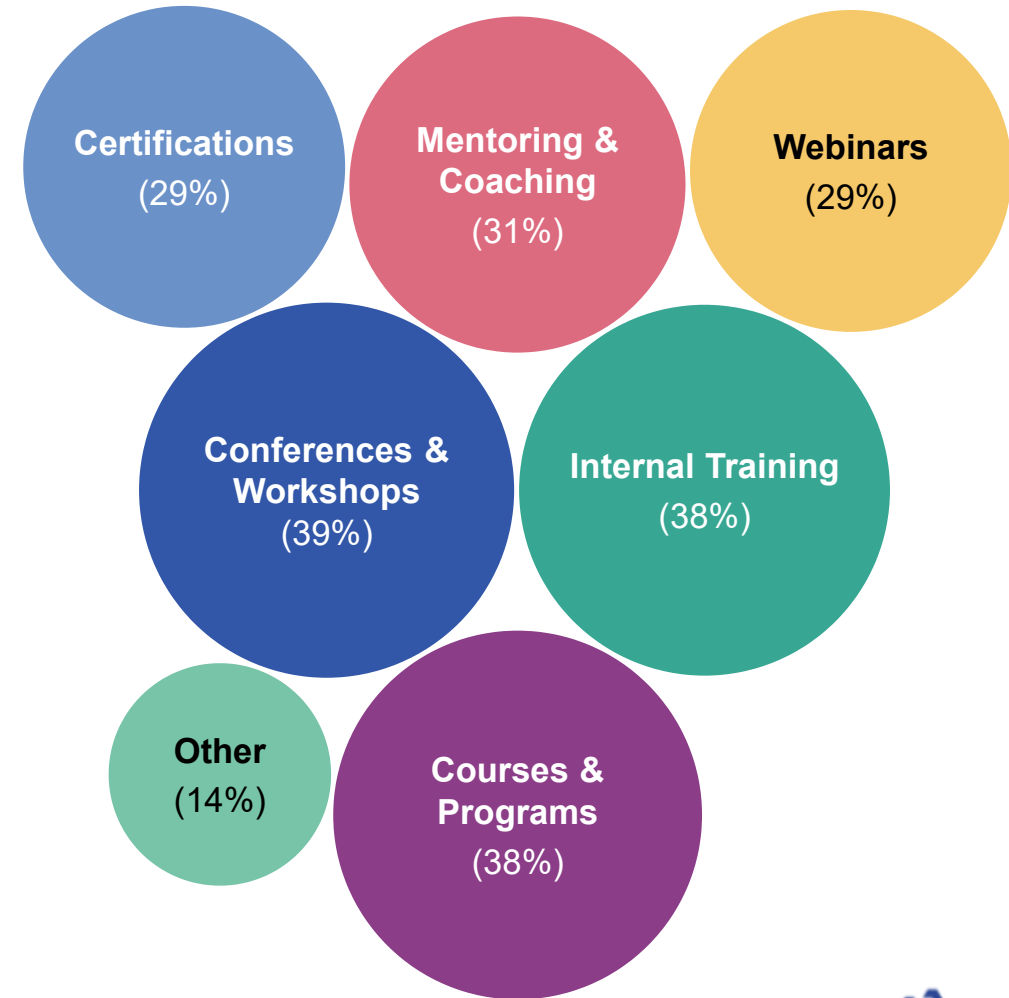 Certifications
(29%)
Mentoring &
Coaching
(31%)
Webinars
(29%)
Conferences &
Workshops
(39%)
Internal Training
(38%)
Other
(14%)
Courses &
Programs
(38%)